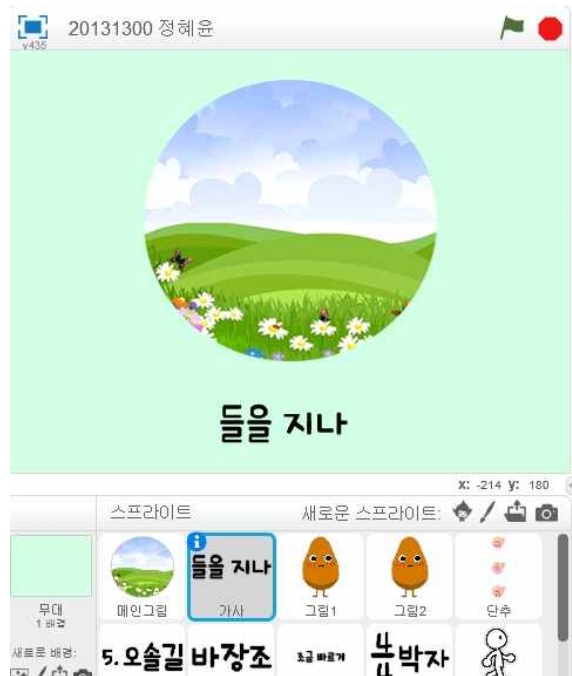 20131300 정혜윤
v435
들을 지나
x: -214 y: 180
스프라이트
새로운 스프라이트:
들을 지나
메인그림
가사
그림1
그림2
단추
무대
1 배경
새로운 배경:
5. 오솔길
바장조
조금 빠르게
박자